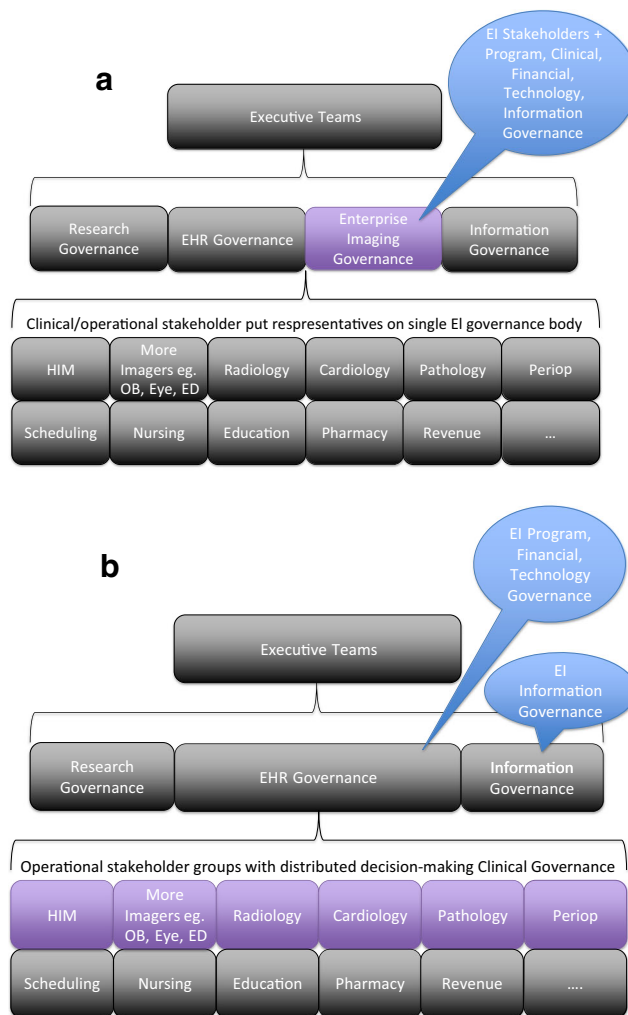 a
EI Stakeholders +
Program, Clinical,
Financial,
Technology,
Information
Governance
Executive Teams
Research
Governance
EHR Governance
Enterprise
Imaging
Governance
Information
Governance
Clinical/operational stakeholder put respresentatives on single EI governance body
HIM
More
Imagers eg.
OB, Eye, ED
Radiology
Cardiology
Pathology
Periop
Scheduling
Nursing
Education
Pharmacy
Revenue
...
b
EI Program,
Financial,
Technology
Governance
Executive Teams
EI
Information
Governance
Research
Governance
EHR Governance
Information
Governance
Operational stakeholder groups with distributed decision-making Clinical Governance
HIM
More
Imagers eg.
OB, Eye, ED
Radiology
Cardiology
Pathology
Periop
Scheduling
Nursing
Education
Pharmacy
Revenue
....